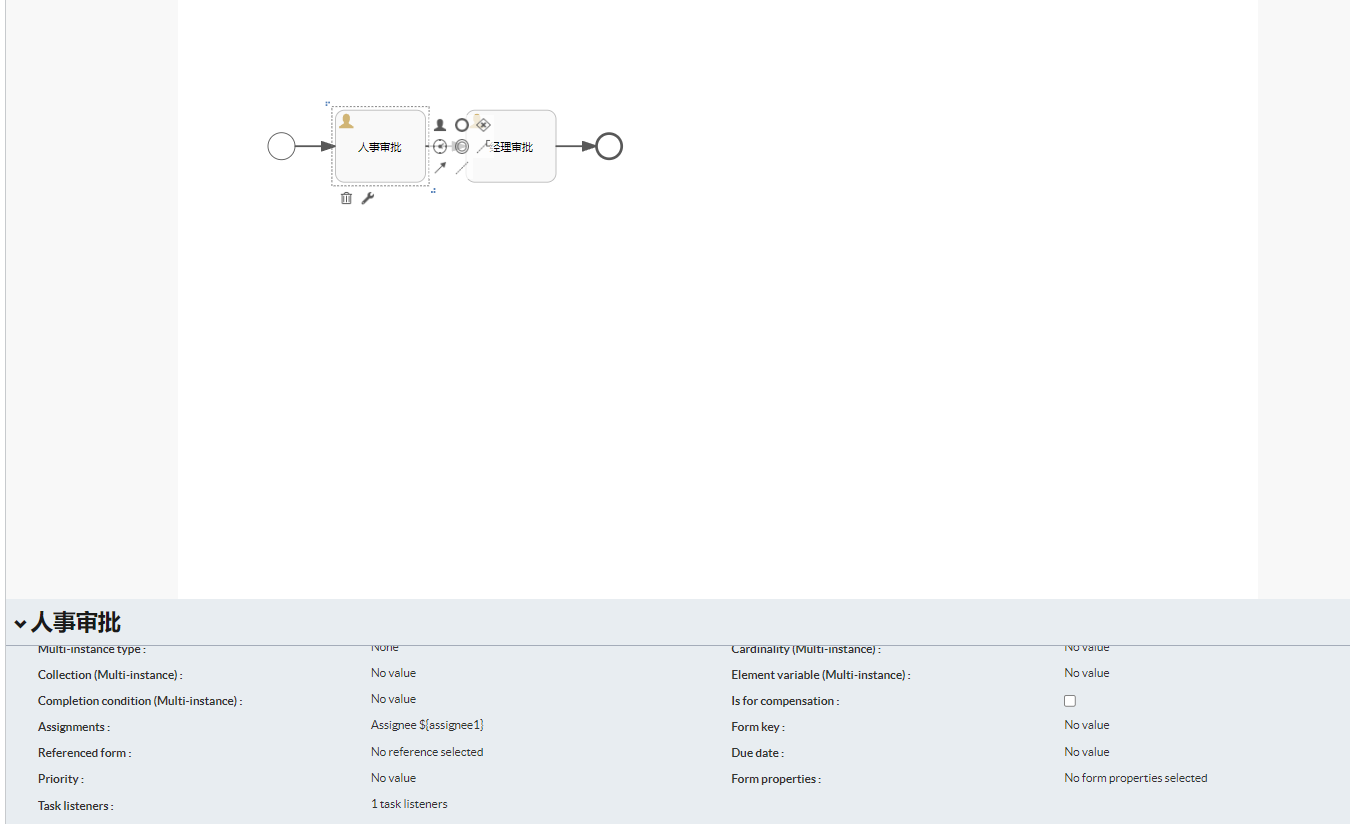 人事审批
经理审批
人事审批
Multi-instance type : None Cardinality (Multi-instance) : No value
Collection (Multi-instance) : No value Element variable (Multi-instance) : No value
Completion condition (Multi-instance) : No value Is for compensation :
Assignments : Assignee ${assignee1} Form key : No value
Referenced form : No reference selected Due date : No value
Priority : No value Form properties : No form properties selected
Task listeners : 1 task listeners